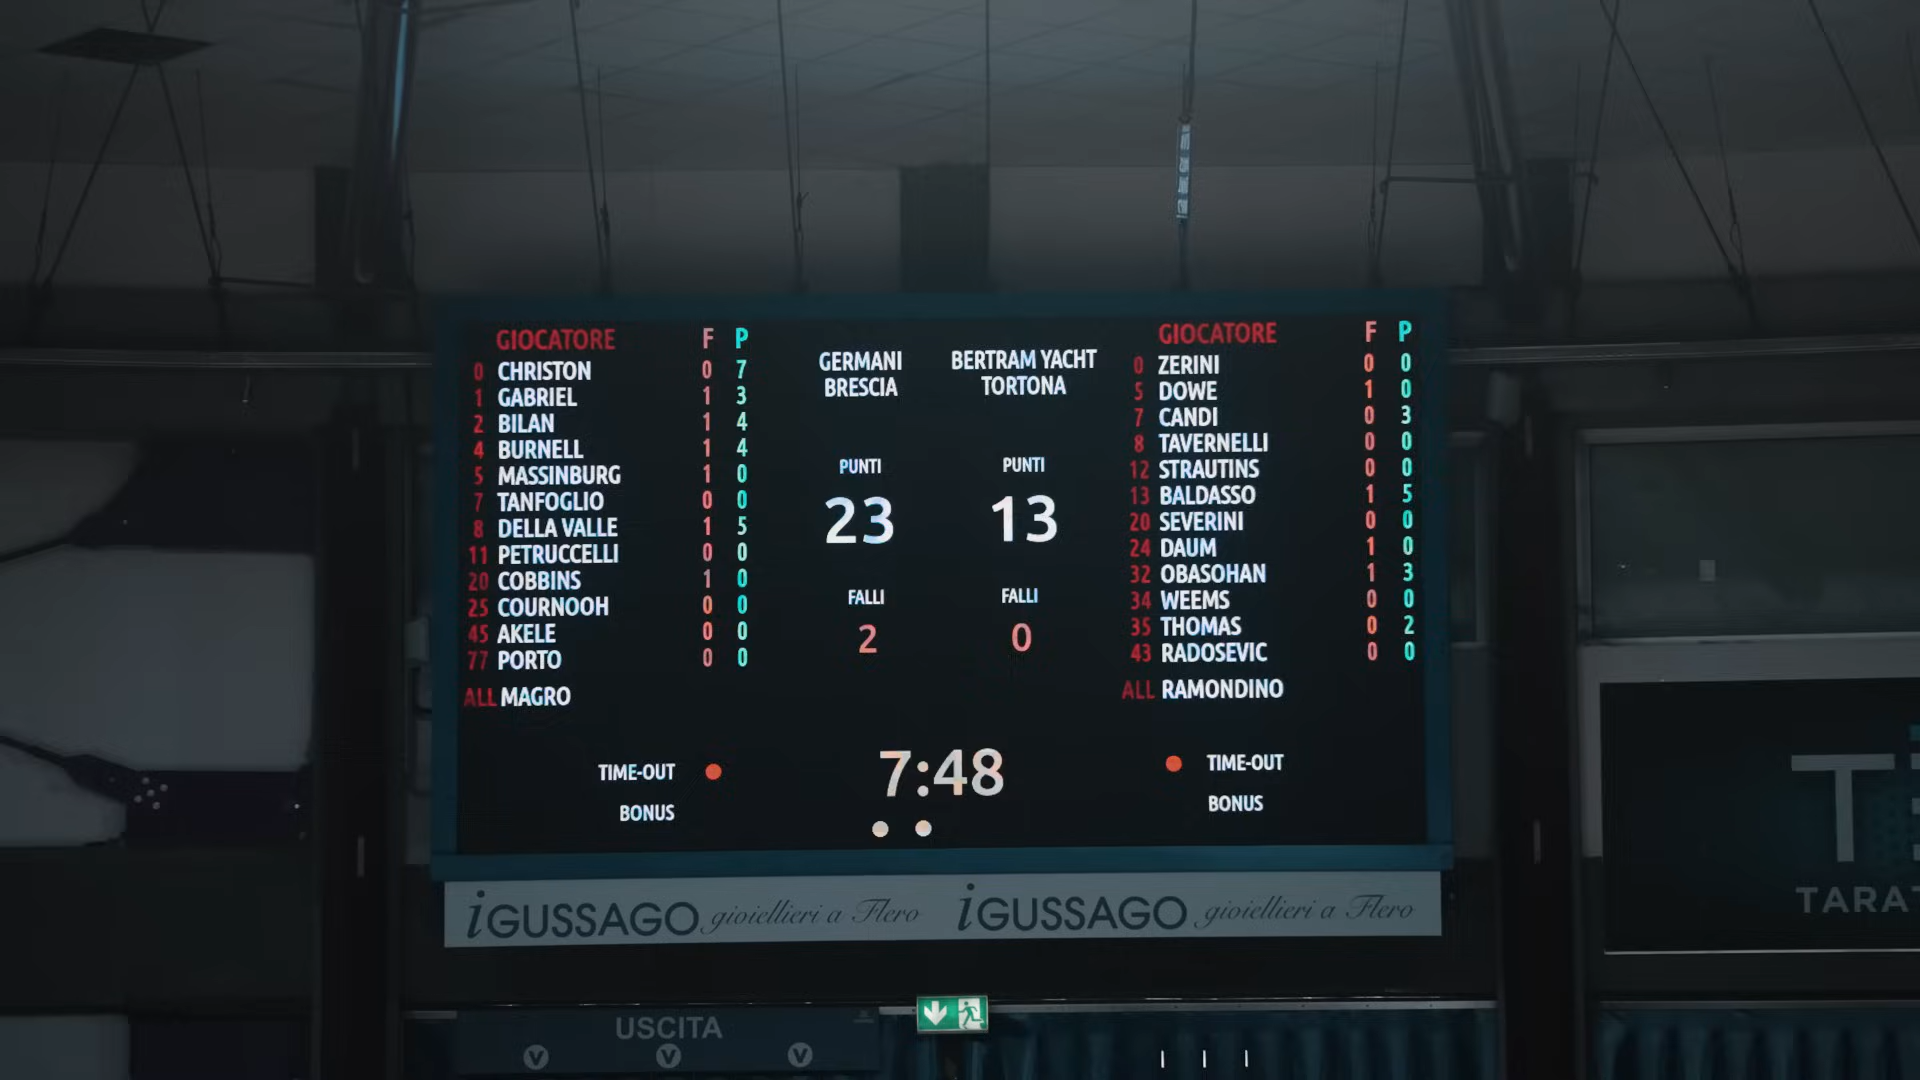 GIOCATORE F P
0 CHRISTON 0 7
1 GABRIEL 1 3
2 BILAN 1 4
4 BURNELL 1 4
5 MASSINBURG 1 0
7 TANFOGLIO 0 0
8 DELLA VALLE 1 5
11 PETRUCCELLI 0 0
20 COBBINS 1 0
25 COURNOOH 0 0
45 AKELE 0 0
77 PORTO 0 0
ALL MAGRO
TIME-OUT
BONUS
GERMANI
BRESCIA
PUNTI
23
FALLI
2
BERTRAM YACHT
TORTONA
PUNTI
13
FALLI
0
7:48
GIOCATORE F P
0 ZERINI 0 0
5 DOWE 1 0
7 CANDI 0 3
8 TAVERNELLI 0 0
12 STRAUTINS 0 0
13 BALDASSO 1 5
20 SEVERINI 0 0
24 DAUM 1 0
32 OBASOHAN 1 3
34 WEEMS 0 0
35 THOMAS 0 2
43 RADOSEVIC 0 0
ALL RAMONDINO
TIME-OUT
BONUS
iGUSSAGO gioiellieri a Flero iGUSSAGO gioiellieri a Flero
USCITA